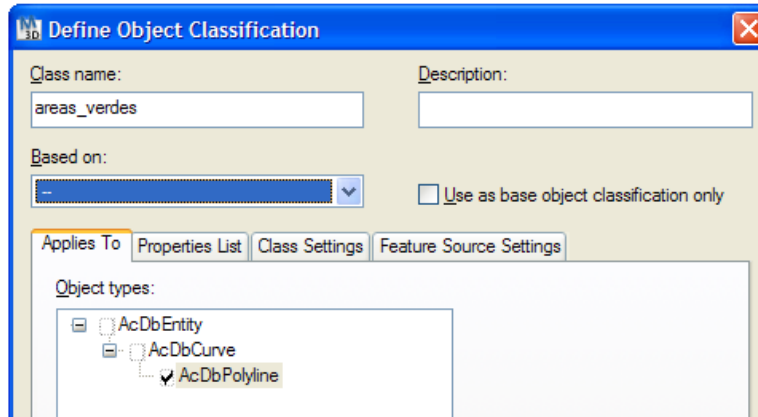 M 3D Define Object Classification
Class name: Description:
areas_verdes
Based on:
--
Use as base object classification only
Applies To Properties List Class Settings Feature Source Settings
Object types:
AcDbEntity
AcDbCurve
AcDbPolyline